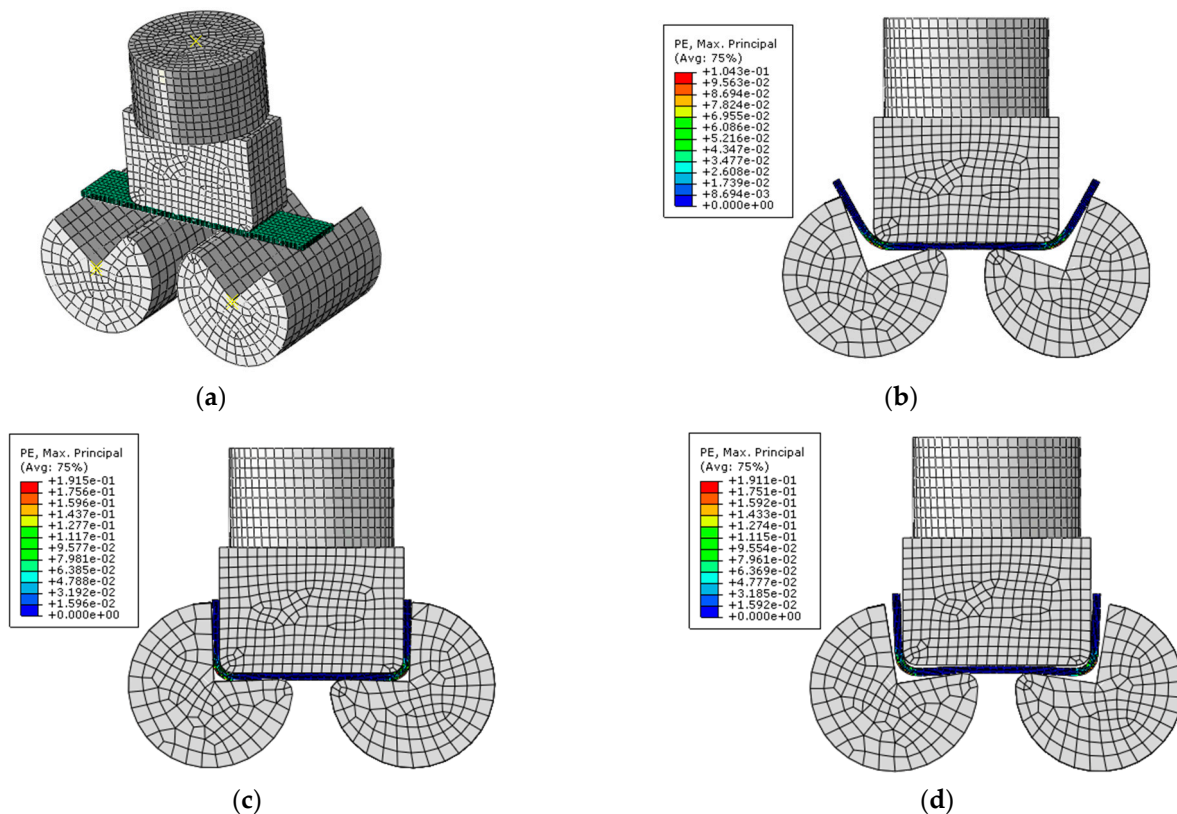 (a)
PE, Max. Principal
(Avg: 75%)
+1.043e-01
+9.563e-02
+8.694e-02
+7.824e-02
+6.955e-02
+6.086e-02
+5.216e-02
+4.347e-02
+3.477e-02
+2.608e-02
+1.739e-02
+8.694e-03
+0.000e+00
(b)
PE, Max. Principal
(Avg: 75%)
+1.915e-01
+1.756e-01
+1.596e-01
+1.437e-01
+1.277e-01
+1.117e-01
+9.577e-02
+7.981e-02
+6.385e-02
+4.788e-02
+3.192e-02
+1.596e-02
+0.000e+00
(c)
PE, Max. Principal
(Avg: 75%)
+1.911e-01
+1.751e-01
+1.592e-01
+1.433e-01
+1.274e-01
+1.115e-01
+9.554e-02
+7.961e-02
+6.369e-02
+4.777e-02
+3.185e-02
+1.592e-02
+0.000e+00
(d)